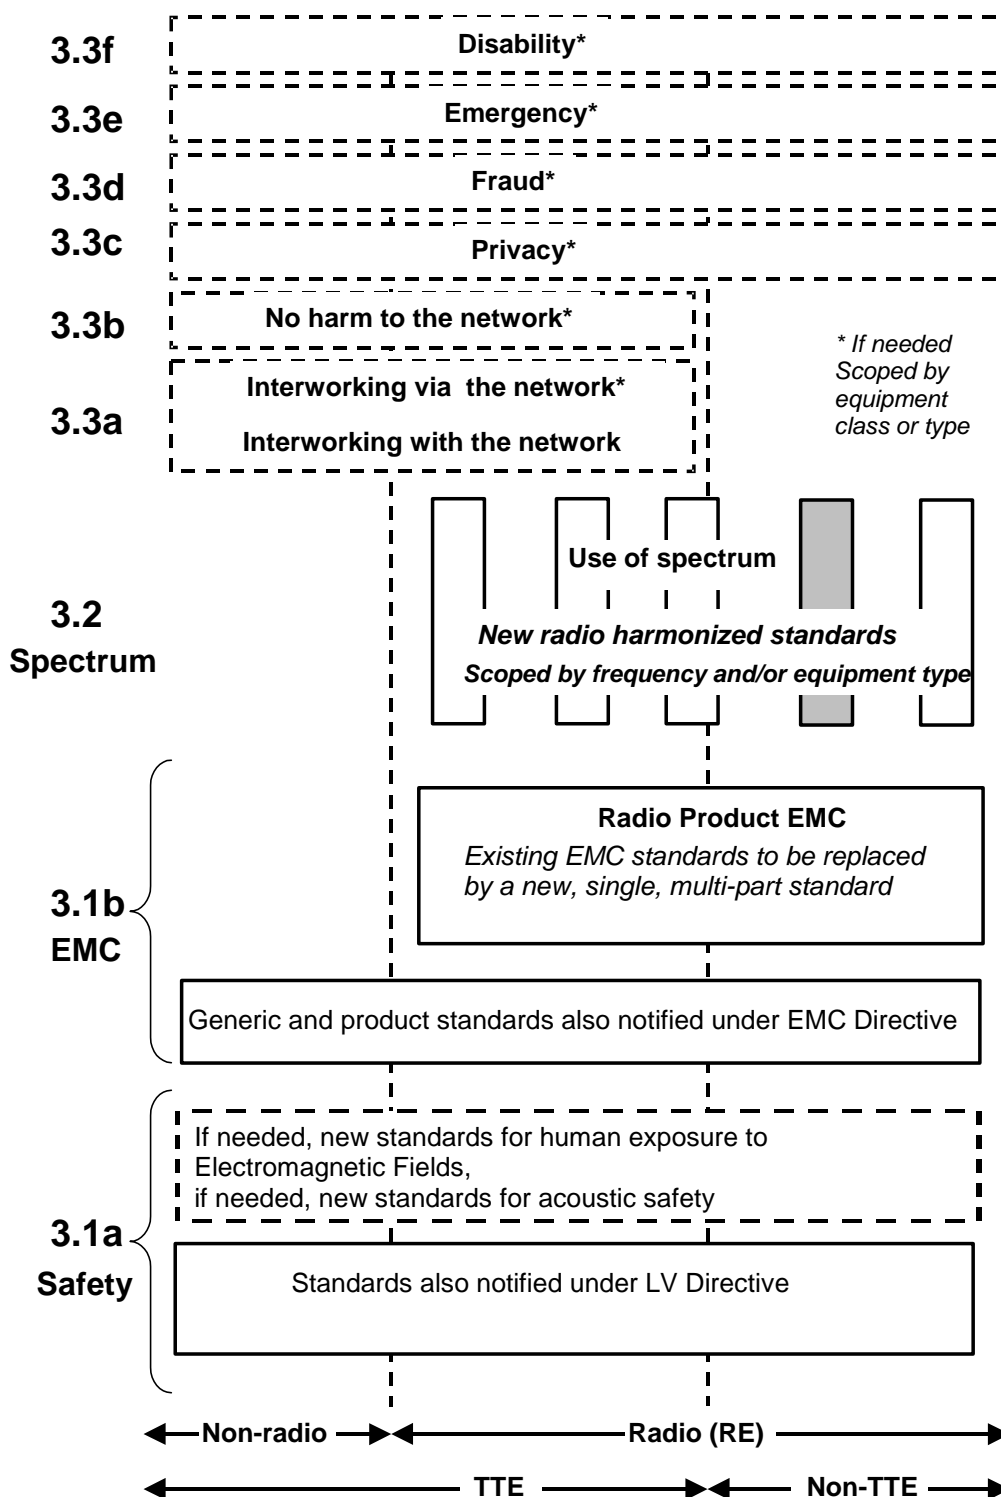 3.3f
Disability*
3.3e
Emergency*
3.3d
Fraud*
3.3c
Privacy*
3.3b
No harm to the network*
3.3a
Interworking via the network*
Interworking with the network
* If needed
Scoped by
equipment
class or type
3.2
Spectrum
Use of spectrum
New radio harmonized standards
Scoped by frequency and/or equipment type
3.1b
EMC
Radio Product EMC
Existing EMC standards to be replaced
by a new, single, multi-part standard
Generic and product standards also notified under EMC Directive
3.1a
Safety
If needed, new standards for human exposure to
Electromagnetic Fields,
if needed, new standards for acoustic safety
Standards also notified under LV Directive
Non-radio
Radio (RE)
TTE
Non-TTE